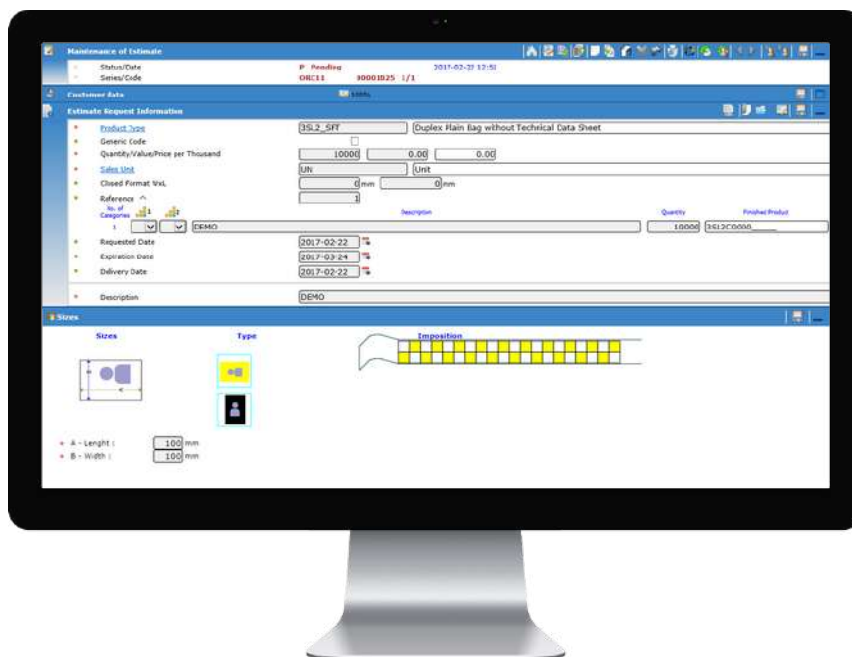 Maintenance of Estimate
Status/Date P Pending 2017-02-22 12:51
Series/Code ORC11 1/1
Customer data
Estimate Request Information
Product Type 3SL2_SFT Duplex Plain Bag without Technical Data Sheet
Generic Code
Quantity/Value/Price per Thousand 10000 0.00 0.00
Sales Unit UN Unit
Closed Format WxL 0 mm 0 mm
Reference 1
No. of Categories 1 2 Description Quantity Finished Product
1 DEMO 10000
Requested Date 2017-02-22
Expiration Date 2017-03-24
Delivery Date 2017-02-22
Description DEMO
Sizes
Sizes Type Imposition
A - Lenght : 100 mm
B - Width : 100 mm